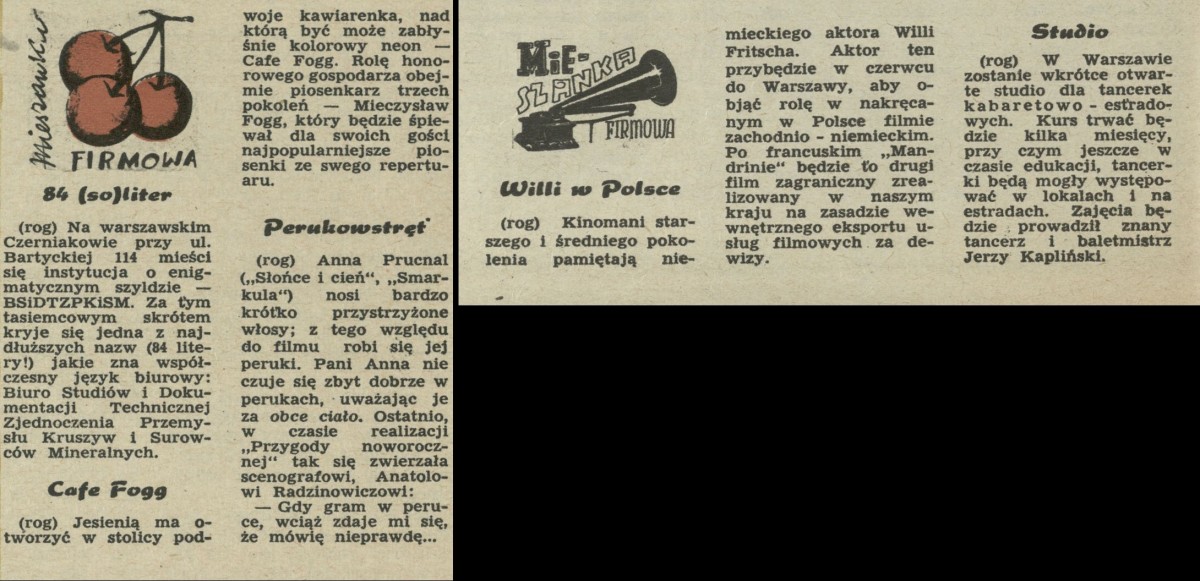 Mieszanka
FIRMOWA
84 (so)liter
(rog) Na warszawskim
Czerniakowie przy ul.
Bartyckiej 114 mieści
się instytucja o enig-
matycznym szyldzie —
BSiDTZPKiSM. Za tym
tasiemcowym skrótem
kryje się jedna z naj-
dłuższych nazw (84 lite-
ry!) jakie zna współ-
czesny język biurowy:
Biuro Studiów i Doku-
mentacji Technicznej
Zjednoczenia Przemy-
słu Kruszyw i Surow-
ców Mineralnych.
Cafe Fogg
(rog) Jesienią ma o-
tworzyć w stolicy pod-
woje kawiarenka, nad
którą być może zabły-
śnie kolorowy neon —
Cafe Fogg. Rolę hono-
rowego gospodarza obej-
mie piosenkarz trzech
pokoleń — Mieczysław
Fogg, który będzie śpie-
wał dla swoich gości
najpopularniejsze pio-
senki ze swego repertu-
aru.
Perukowstręt
(rog) Anna Prucnal
(„Słońce i cień“, „Smar-
kula“) nosi bardzo
krótko przystrzyżone
włosy; z tego względu
do filmu robi się jej
peruki. Pani Anna nie
czuje się zbyt dobrze w
perukach, uważając je
za obce ciało. Ostatnio,
w czasie realizacji
„Przygody noworocz-
nej“ tak się zwierzała
scenografowi, Anatolo-
wi Radzinowiczowi:
— Gdy gram w peru-
ce, wciąż zdaje mi się,
że mówię nieprawdę...
MIE-
SZANKA
FIRMOWA
Willi w Polsce
(rog) Kinomani star-
szego i średniego poko-
lenia pamiętają nie-
mieckiego aktora Willi
Fritscha. Aktor ten
przybędzie w czerwcu
do Warszawy, aby o-
bjąć rolę w nakręca-
nym w Polsce filmie
zachodnio - niemieckim.
Po francuskim „Man-
drinie“ będzie to drugi
film zagraniczny zrea-
lizowany w naszym
kraju na zasadzie we-
wnętrznego eksportu u-
sług filmowych za de-
wizy.
Studio
(rog) W Warszawie
zostanie wkrótce otwar-
te studio dla tancerek
kabaretowo - estrado-
wych. Kurs trwać bę-
dzie kilka miesięcy,
przy czym jeszcze w
czasie edukacji, tancer-
ki będą mogły występo-
wać w lokalach i na
estradach. Zajęcia bę-
dzie prowadził znany
tancerz i baletmistrz
Jerzy Kapliński.